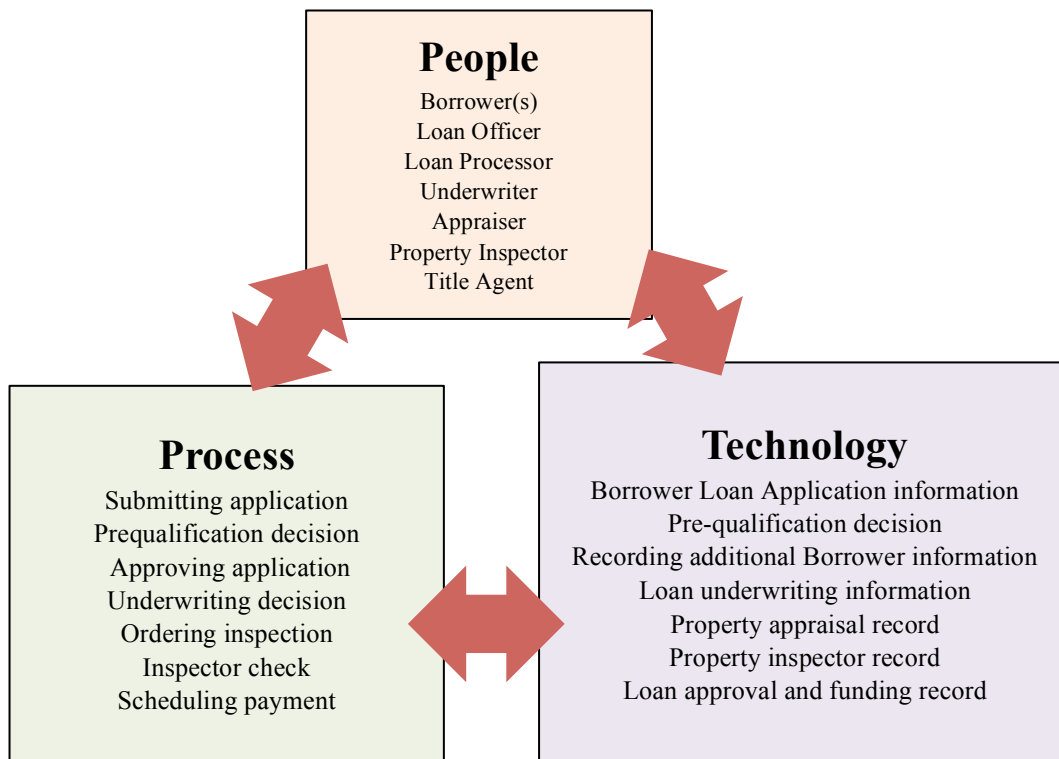 People
Borrower(s)
Loan Officer
Loan Processor
Underwriter
Appraiser
Property Inspector
Title Agent
Process
Submitting application
Prequalification decision
Approving application
Underwriting decision
Ordering inspection
Inspector check
Scheduling payment
Technology
Borrower Loan Application information
Pre-qualification decision
Recording additional Borrower information
Loan underwriting information
Property appraisal record
Property inspector record
Loan approval and funding record